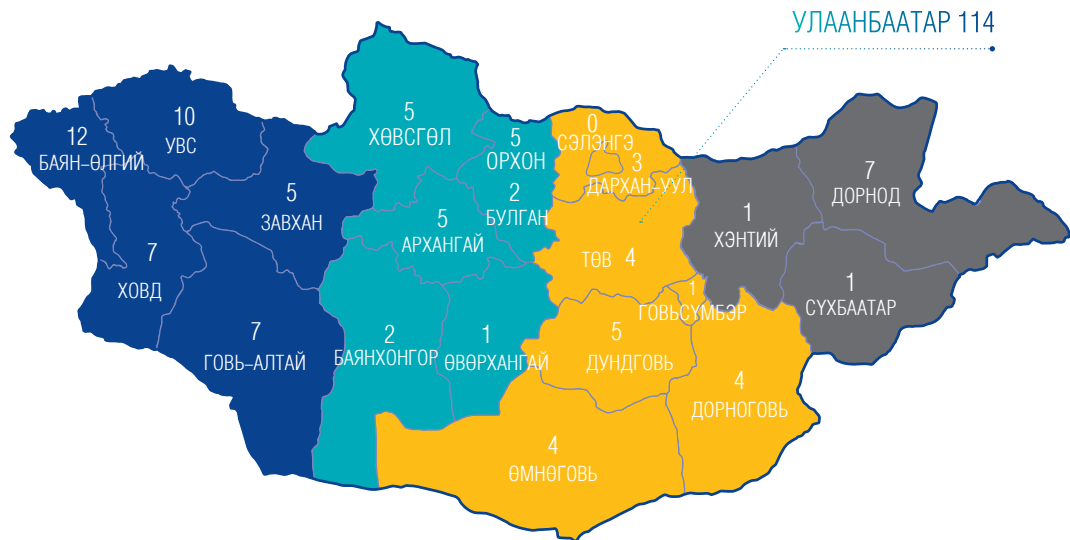 УЛААНБААТАР 114
12
БАЯН-ӨЛГИЙ
10
УВС
5
ЗАВХАН
7
ХОВД
7
ГОВЬ-АЛТАЙ
5
ХӨВСГӨЛ
5
ОРХОН
2
БУЛГАН
5
АРХАНГАЙ
2
БАЯНХОНГОР
1
ӨВӨРХАНГАЙ
0
СЭЛЭНГЭ
3
ДАРХАН-УУЛ
ТӨВ 4
1
ГОВЬСҮМБЭР
5
ДУНДГОВЬ
4
ДОРНОГОВЬ
4
ӨМНӨГОВЬ
1
ХЭНТИЙ
7
ДОРНОД
1
СҮХБААТАР